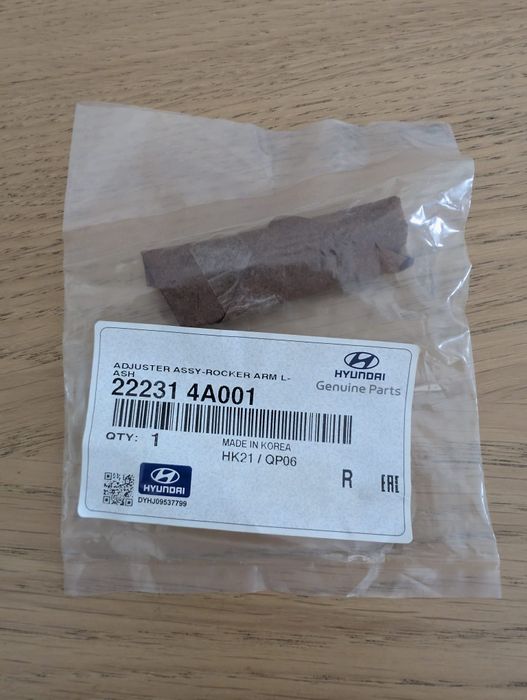 ADJUSTER ASSY-ROCKER ARM L-
ASH
22231 4A001
HYUNDAI
Genuine Parts
QTY: 1
MADE IN KOREA
HK21 / QP06
HYUNDAI
DYHJ09537799
R
EAC